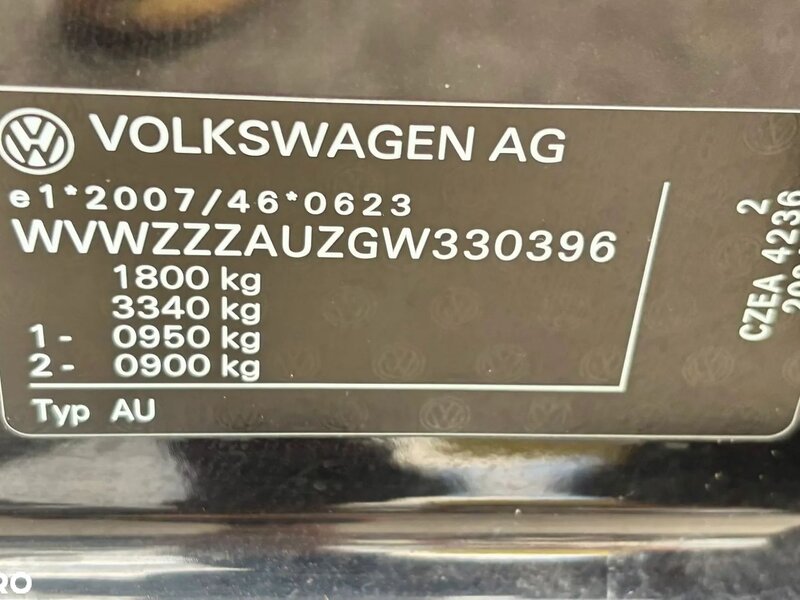 VOLKSWAGEN AG
e1*2007/46*0623
WVWZZZAUZGW330396
1800 kg
3340 kg
1- 0950 kg
2- 0900 kg
Typ AU
2
CZEA 4236
RO